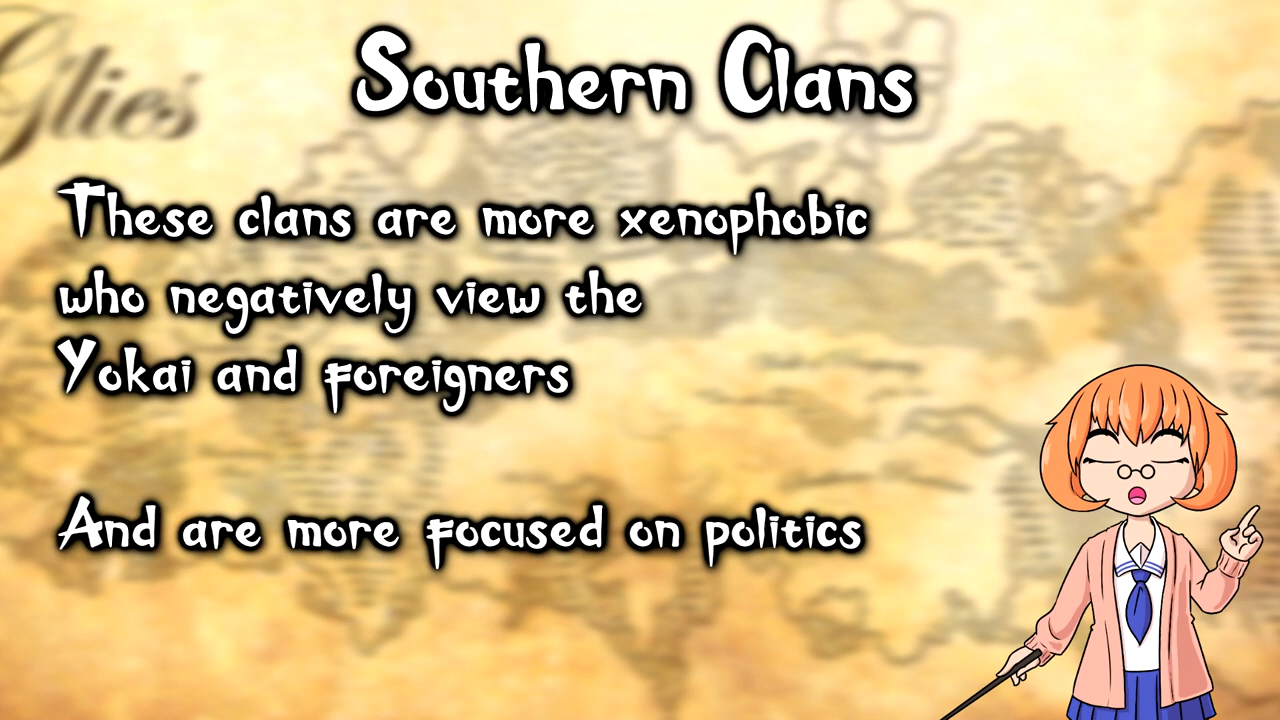 Glies
Southern Clans
These clans are more xenophobic
who negatively view the
Yokai and foreigners
And are more focused on politics